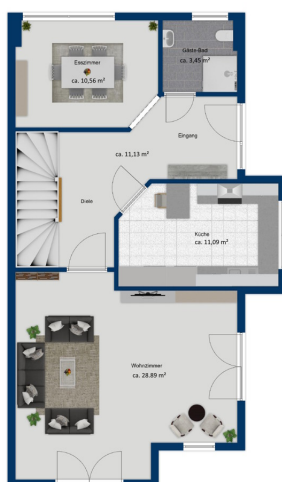 Esszimmer
ca. 10,56 m²
Gäste-Bad
ca. 3,45 m²
Eingang
ca. 11,13 m²
Diele
Küche
ca. 11,09 m²
Wohnzimmer
ca. 28,89 m²